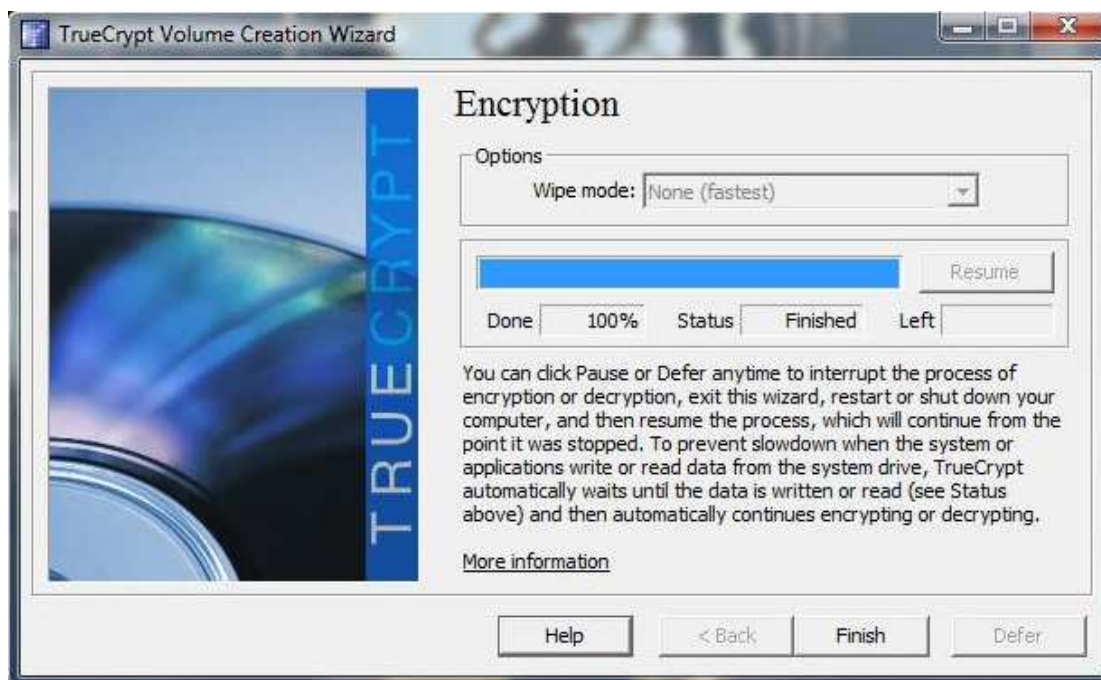 TrueCrypt Volume Creation Wizard
TRUECRYPT
Encryption
Options
Wipe mode: None (fastest)
Resume
Done 100% Status Finished Left
You can click Pause or Defer anytime to interrupt the process of
encryption or decryption, exit this wizard, restart or shut down your
computer, and then resume the process, which will continue from the
point it was stopped. To prevent slowdown when the system or
applications write or read data from the system drive, TrueCrypt
automatically waits until the data is written or read (see Status
above) and then automatically continues encrypting or decrypting.
More information
Help < Back Finish Defer